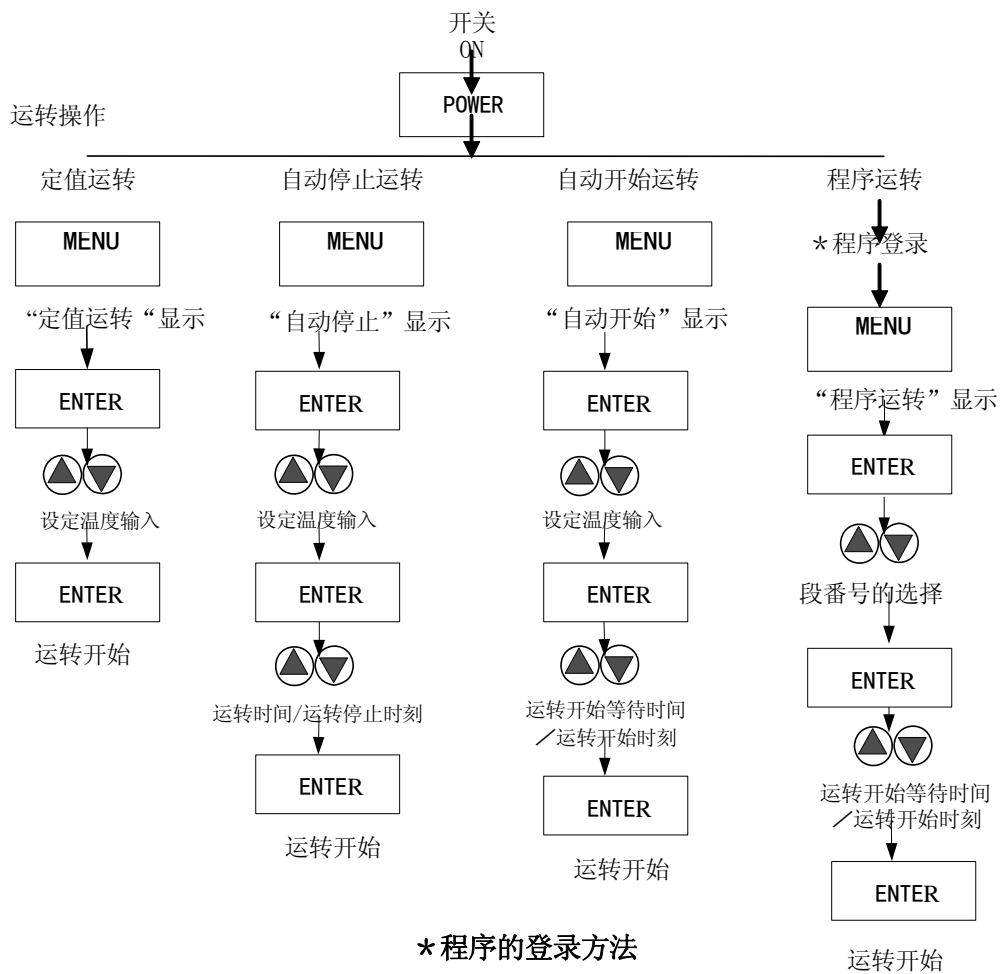 开关
ON
POWER
运转操作
定值运转
MENU
“定值运转“显示
ENTER
设定温度输入
ENTER
运转开始
自动停止运转
MENU
“自动停止”显示
ENTER
设定温度输入
ENTER
运转时间/运转停止时刻
ENTER
运转开始
自动开始运转
MENU
“自动开始”显示
ENTER
设定温度输入
ENTER
运转开始等待时间
／运转开始时刻
ENTER
运转开始
程序运转
*程序登录
MENU
“程序运转”显示
ENTER
段番号的选择
ENTER
运转开始等待时间
／运转开始时刻
ENTER
运转开始
*程序的登录方法